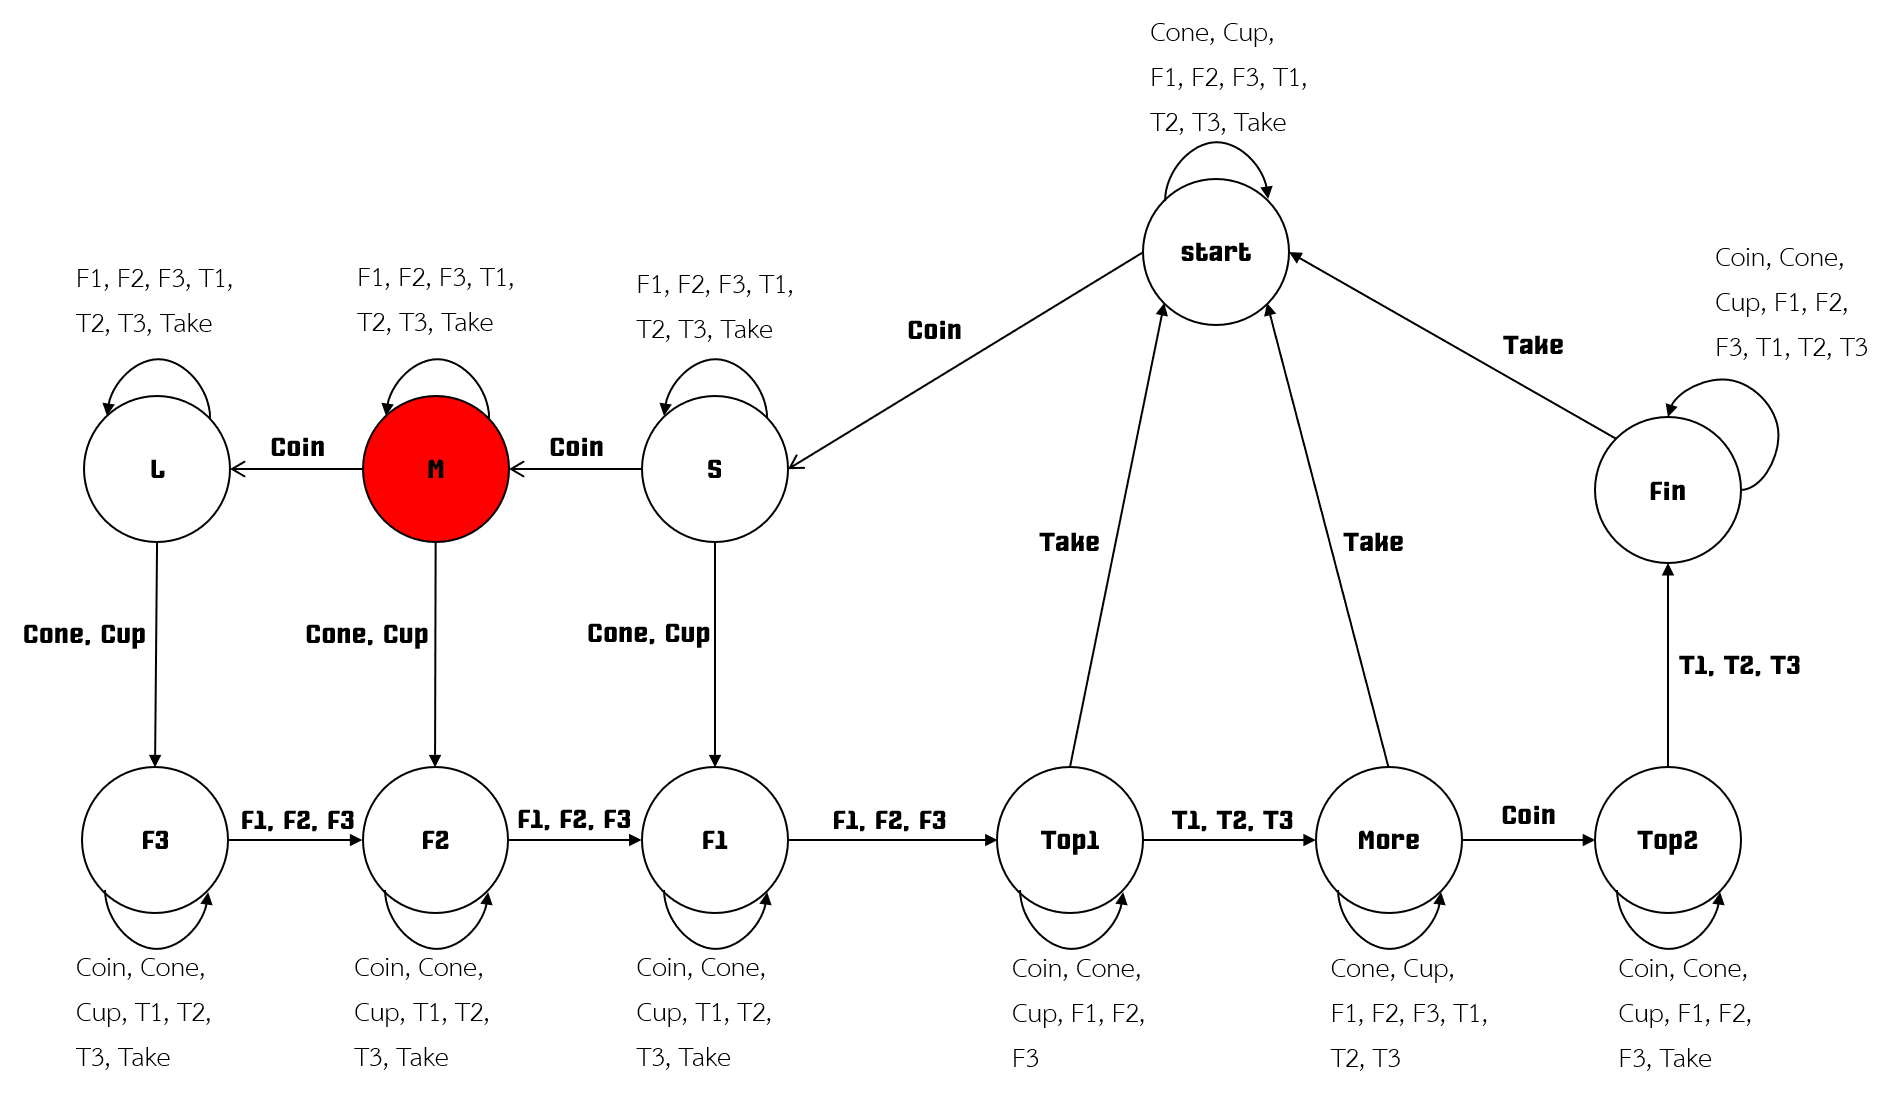 Cone, Cup,
F1, F2, F3, T1,
T2, T3, Take
start
Coin, Cone,
Cup, F1, F2,
F3, T1, T2, T3
F1, F2, F3, T1,
T2, T3, Take
F1, F2, F3, T1,
T2, T3, Take
F1, F2, F3, T1,
T2, T3, Take
Coin
Take
L
Coin
M
Coin
S
Fin
Take
Take
Cone, Cup
Cone, Cup
Cone, Cup
T1, T2, T3
F3
F1, F2, F3
F2
F1, F2, F3
F1
F1, F2, F3
Top1
T1, T2, T3
More
Coin
Top2
Coin, Cone,
Cup, T1, T2,
T3, Take
Coin, Cone,
Cup, T1, T2,
T3, Take
Coin, Cone,
Cup, T1, T2,
T3, Take
Coin, Cone,
Cup, F1, F2,
F3
Cone, Cup,
F1, F2, F3, T1,
T2, T3
Coin, Cone,
Cup, F1, F2,
F3, Take